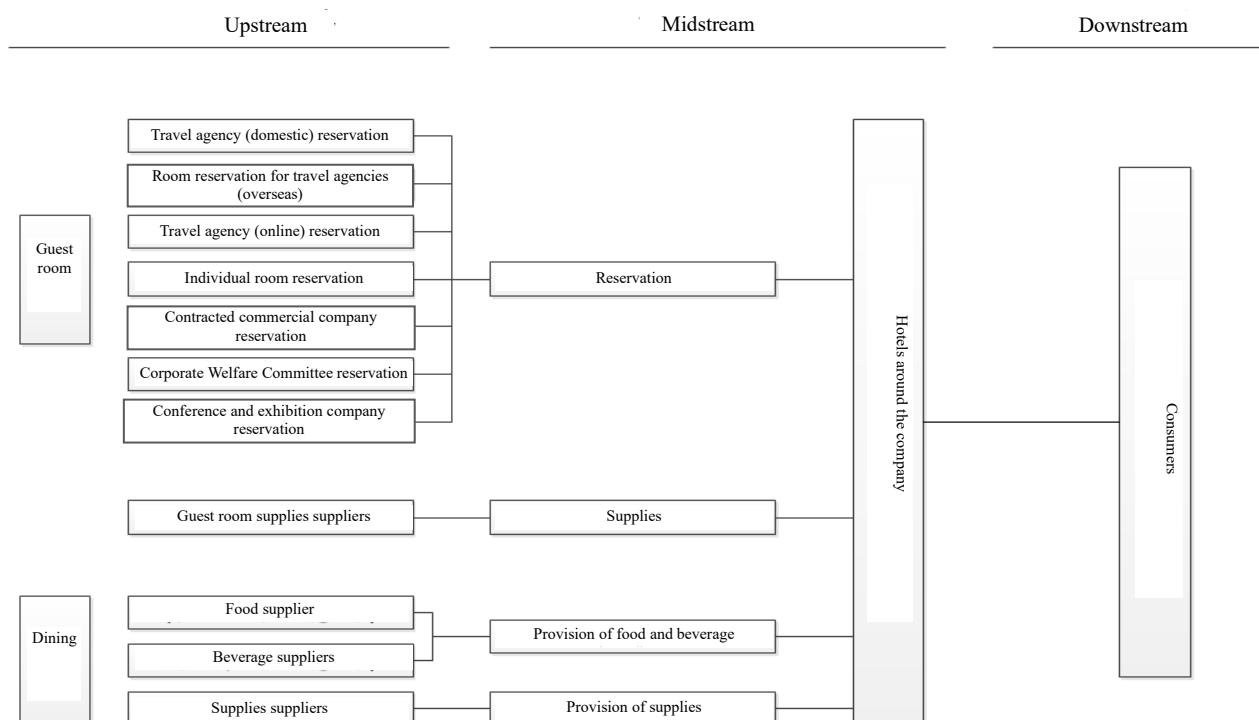 Upstream
Midstream
Downstream
Travel agency (domestic) reservation
Room reservation for travel agencies
(overseas)
Travel agency (online) reservation
Guest
room
Individual room reservation
Reservation
Contracted commercial company
reservation
Corporate Welfare Committee reservation
Conference and exhibition company
reservation
Hotels around the company
Consumers
Guest room supplies suppliers
Supplies
Food supplier
Dining
Provision of food and beverage
Beverage suppliers
Supplies suppliers
Provision of supplies